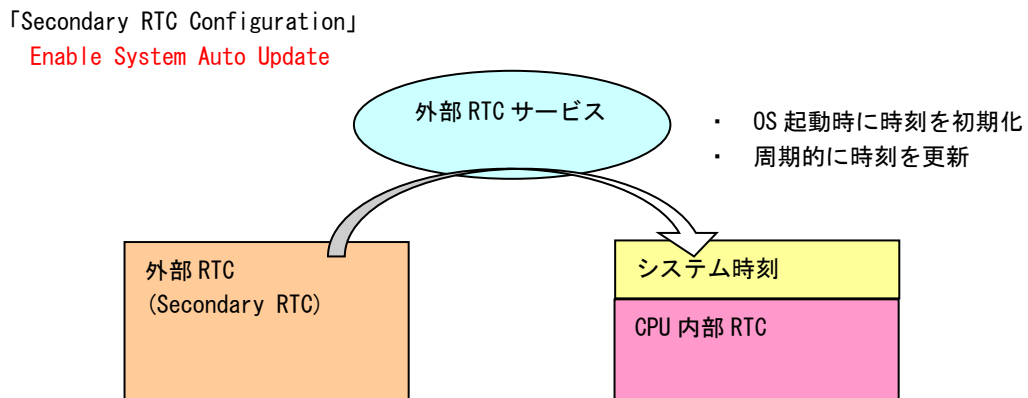 「Secondary RTC Configuration」
Enable System Auto Update
外部 RTC サービス
・ OS 起動時に時刻を初期化
・ 周期的に時刻を更新
外部 RTC
(Secondary RTC)
システム時刻
CPU 内部 RTC